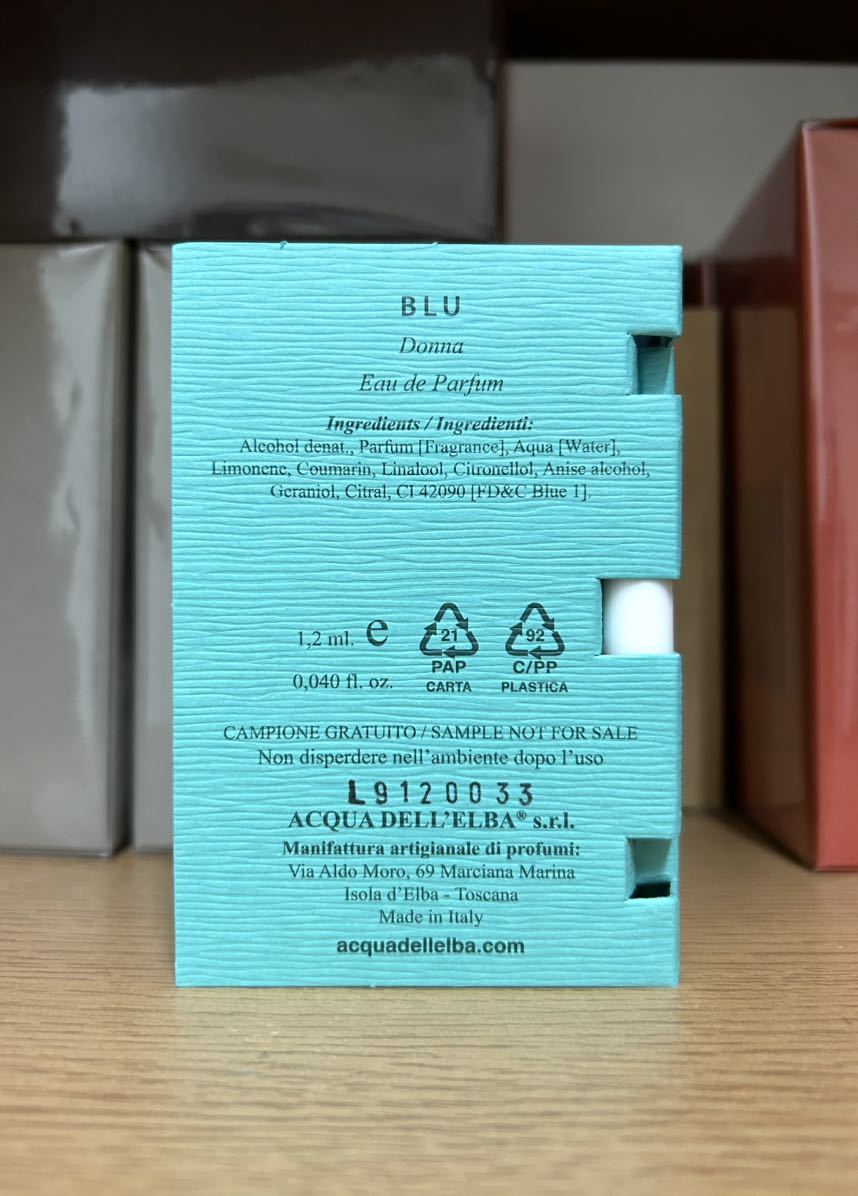 BLU
Donna
Eau de Parfum
Ingredients / Ingredienti:
Alcohol denat., Parfum [Fragrance], Aqua [Water],
Limonene, Coumarin, Linalool, Citronellol, Anise alcohol,
Geraniol, Citral, CI 42090 [FD&C Blue 1].
1,2 ml. e
0,040 fl. oz.
21
PAP
CARTA
92
C/PP
PLASTICA
CAMPIONE GRATUITO / SAMPLE NOT FOR SALE
Non disperdere nell'ambiente dopo l'uso
L9120033
ACQUA DELL'ELBA® s.r.l.
Manifattura artigianale di profumi:
Via Aldo Moro, 69 Marciana Marina
Isola d'Elba - Toscana
Made in Italy
acquadellelba.com